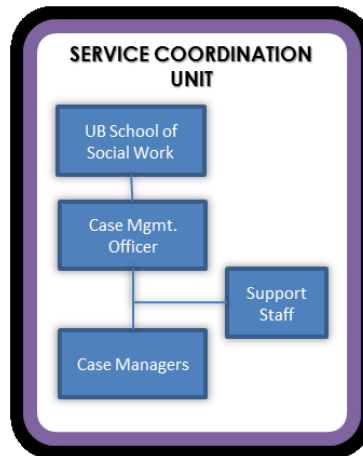 SERVICE COORDINATION
UNIT
UB School of
Social Work
Case Mgmt.
Officer
Support
Staff
Case Managers